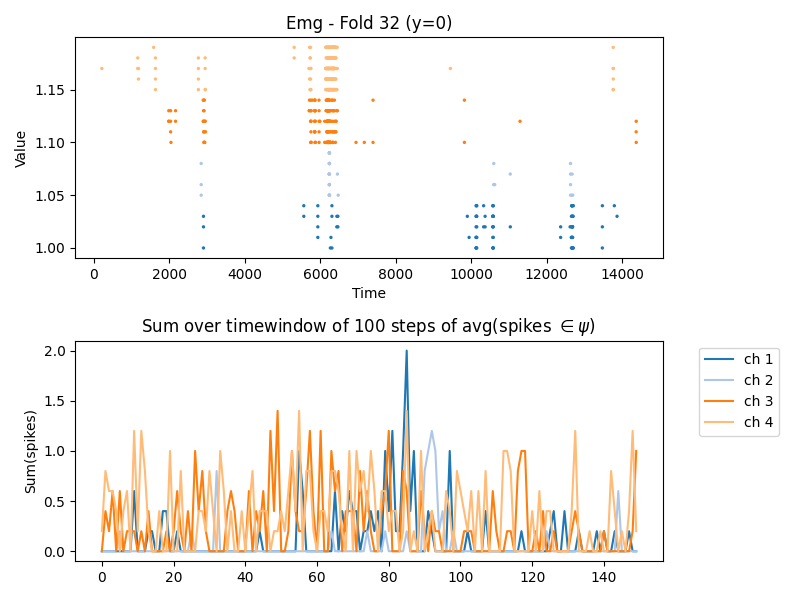 Emg - Fold 32 (y=0)
Value
1.15
1.10
1.05
1.00
0 2000 4000 6000 8000 10000 12000 14000
Time
Sum over timewindow of 100 steps of avg(spikes ∈ ψ)
Sum(spikes)
2.0
1.5
1.0
0.5
0.0
0 20 40 60 80 100 120 140
ch 1
ch 2
ch 3
ch 4